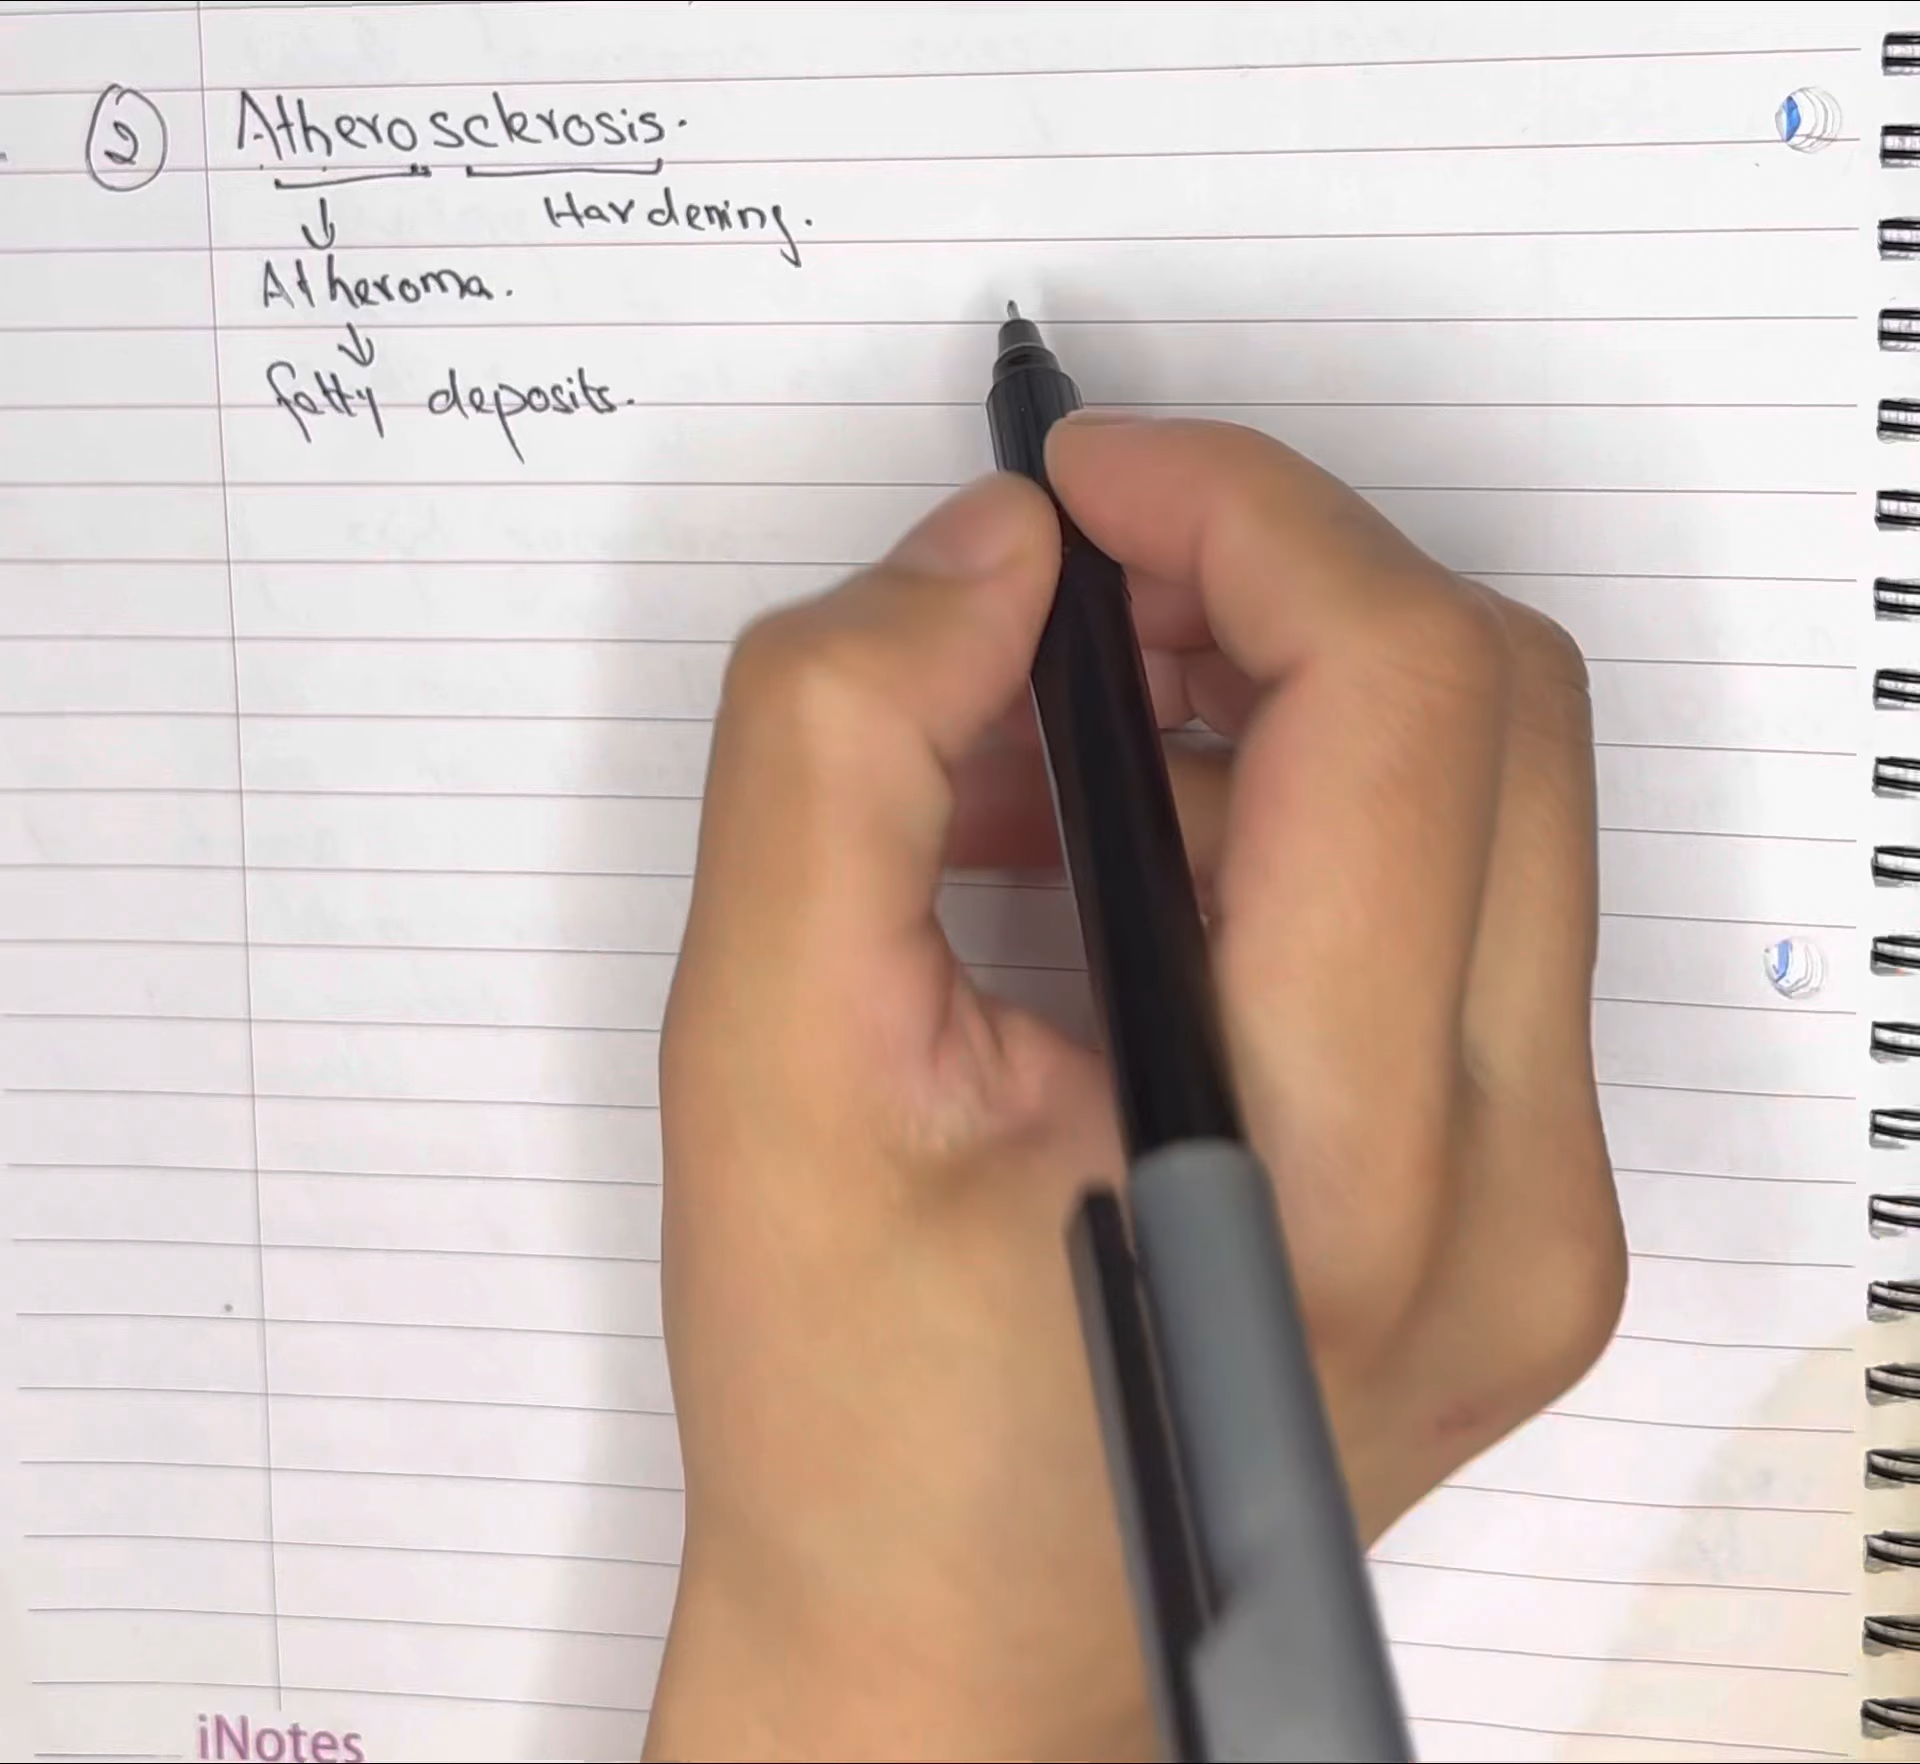 2 Atherosclerosis.
Hardening.
Atheroma.
fatty deposits.
iNotes